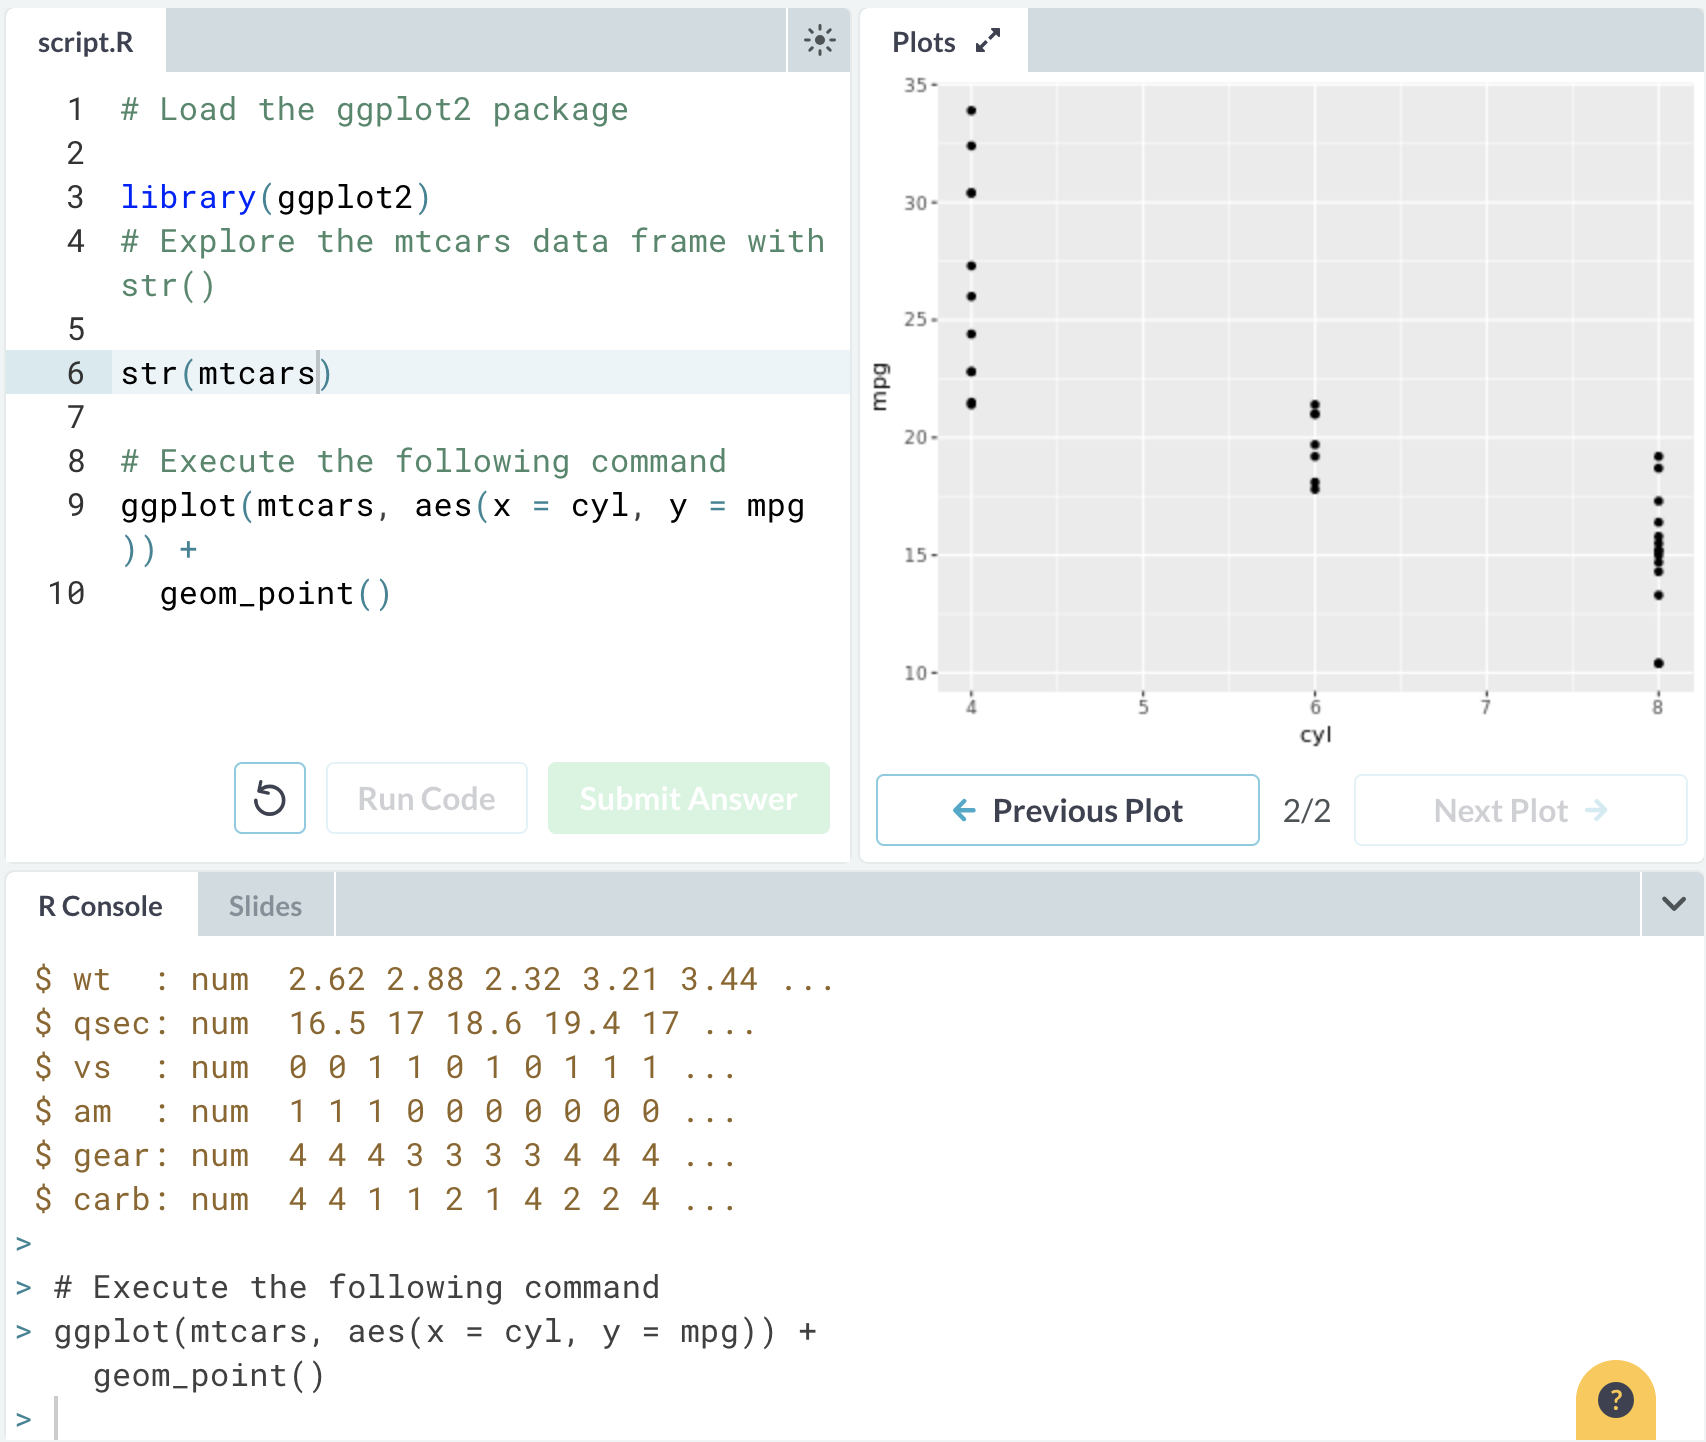 script.R
1 # Load the ggplot2 package
2
3 library(ggplot2)
4 # Explore the mtcars data frame with
str()
5
6 str(mtcars)
7
8 # Execute the following command
9 ggplot(mtcars, aes(x = cyl, y = mpg
)) +
10 geom_point()
Run Code
Submit Answer
Plots
35
30
25
20
15
10
mpg
4 5 6 7 8
cyl
← Previous Plot
2/2
Next Plot →
R Console
Slides
$ wt  : num  2.62 2.88 2.32 3.21 3.44 ...
$ qsec: num  16.5 17 18.6 19.4 17 ...
$ vs  : num  0 0 1 1 0 1 0 1 1 1 ...
$ am  : num  1 1 1 0 0 0 0 0 0 0 ...
$ gear: num  4 4 4 3 3 3 3 4 4 4 ...
$ carb: num  4 4 1 1 2 1 4 2 2 4 ...
>
> # Execute the following command
> ggplot(mtcars, aes(x = cyl, y = mpg)) +
geom_point()
>
?